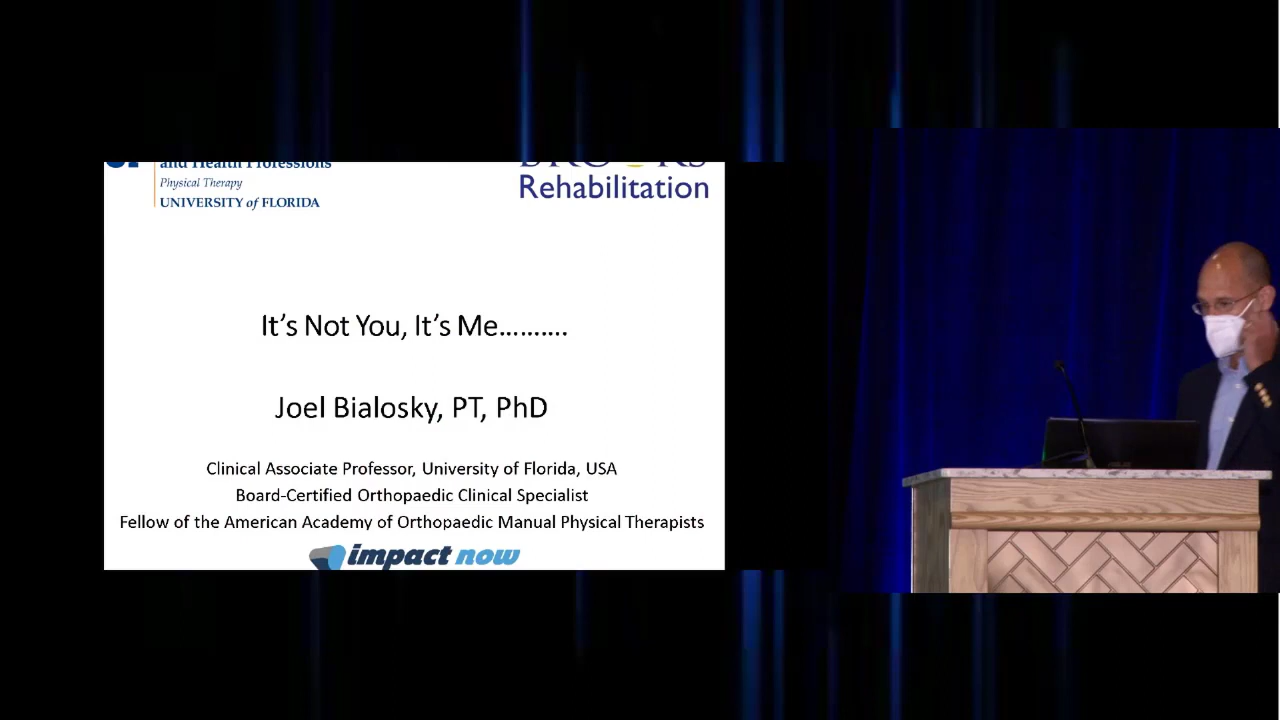 and Health Professions
Physical Therapy
UNIVERSITY of FLORIDA
Rehabilitation
It's Not You, It's Me..........
Joel Bialosky, PT, PhD
Clinical Associate Professor, University of Florida, USA
Board-Certified Orthopaedic Clinical Specialist
Fellow of the American Academy of Orthopaedic Manual Physical Therapists
impact now